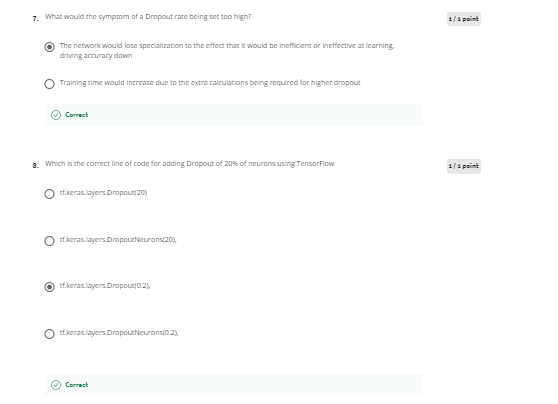 7. What would the symptom of a Dropout rate being set too high?
1 / 1 point
The network would lose specialization to the effect that it would be inefficient or ineffective at learning,
driving accuracy down
Training time would increase due to the extra calculations being required for higher dropout
Correct
8. Which is the correct line of code for adding Dropout of 20% of neurons using TensorFlow
1 / 1 point
tf.keras.layers.Dropout(20)
tf.keras.layers.DropoutNeurons(20),
tf.keras.layers.Dropout(0.2),
tf.keras.layers.DropoutNeurons(0.2),
Correct